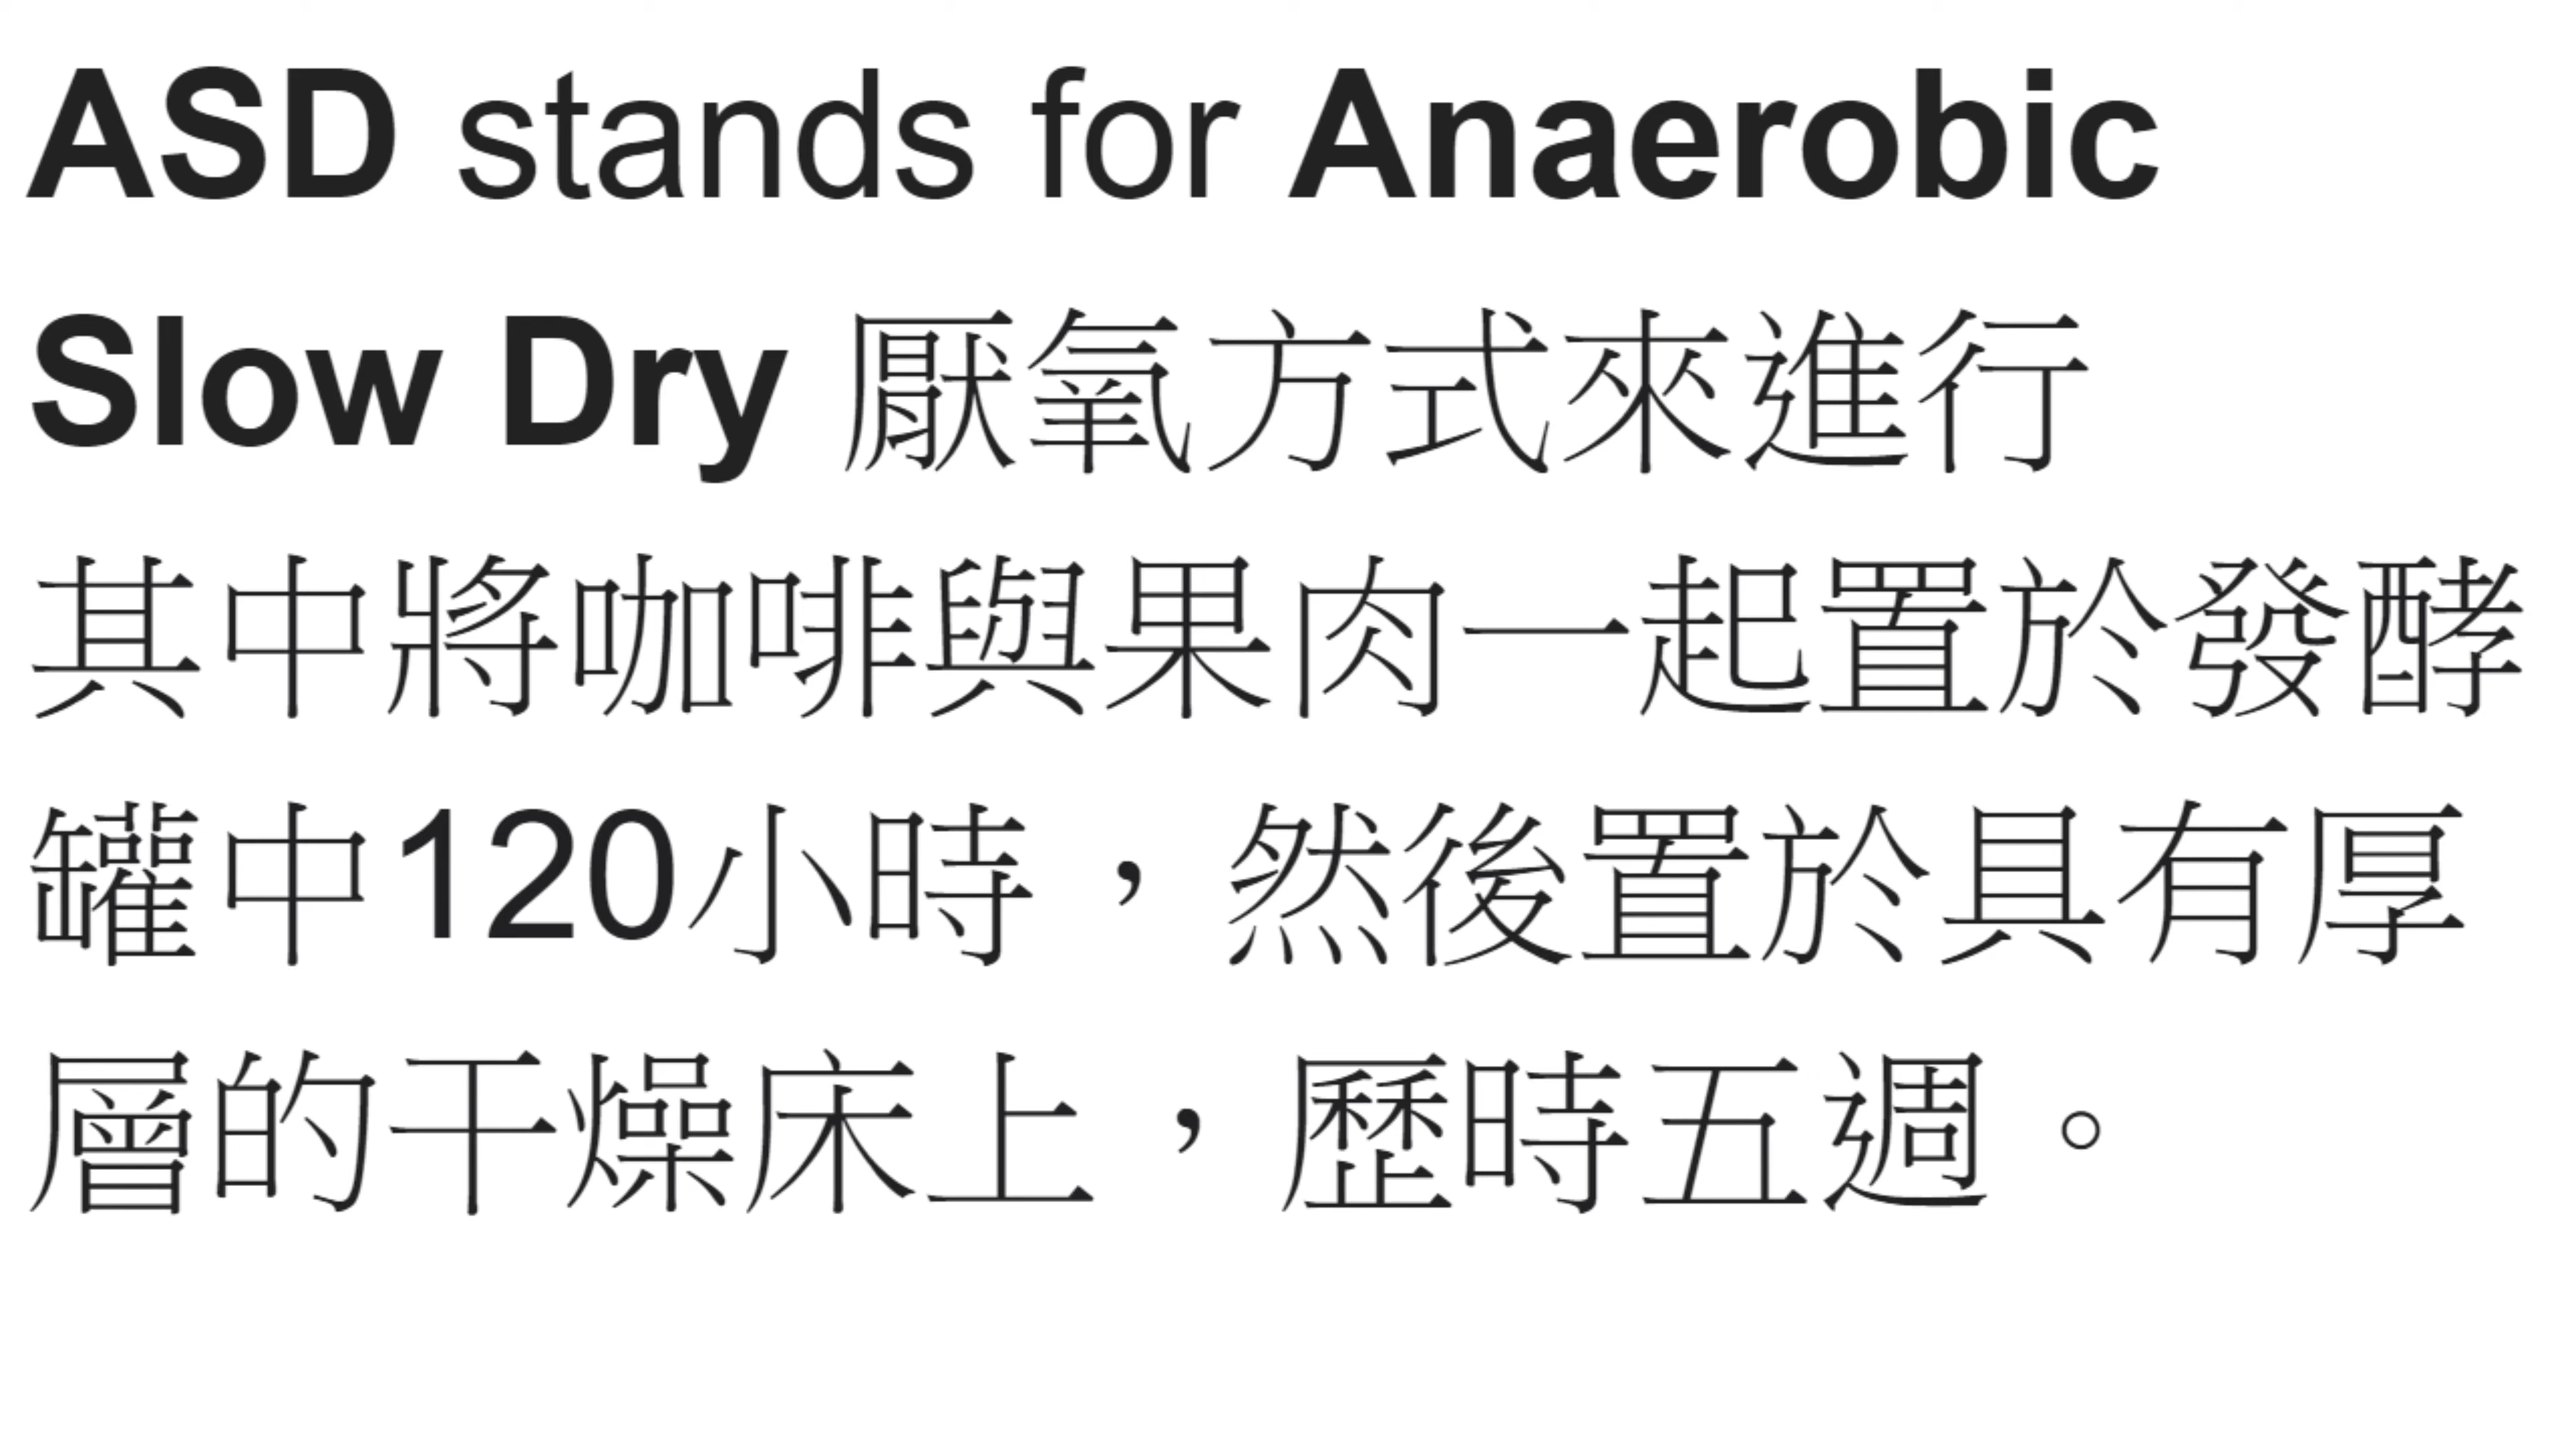 ASD stands for Anaerobic
Slow Dry 厭氧方式來進行
其中將咖啡與果肉一起置於發酵
罐中120小時，然後置於具有厚
層的干燥床上，歷時五週。